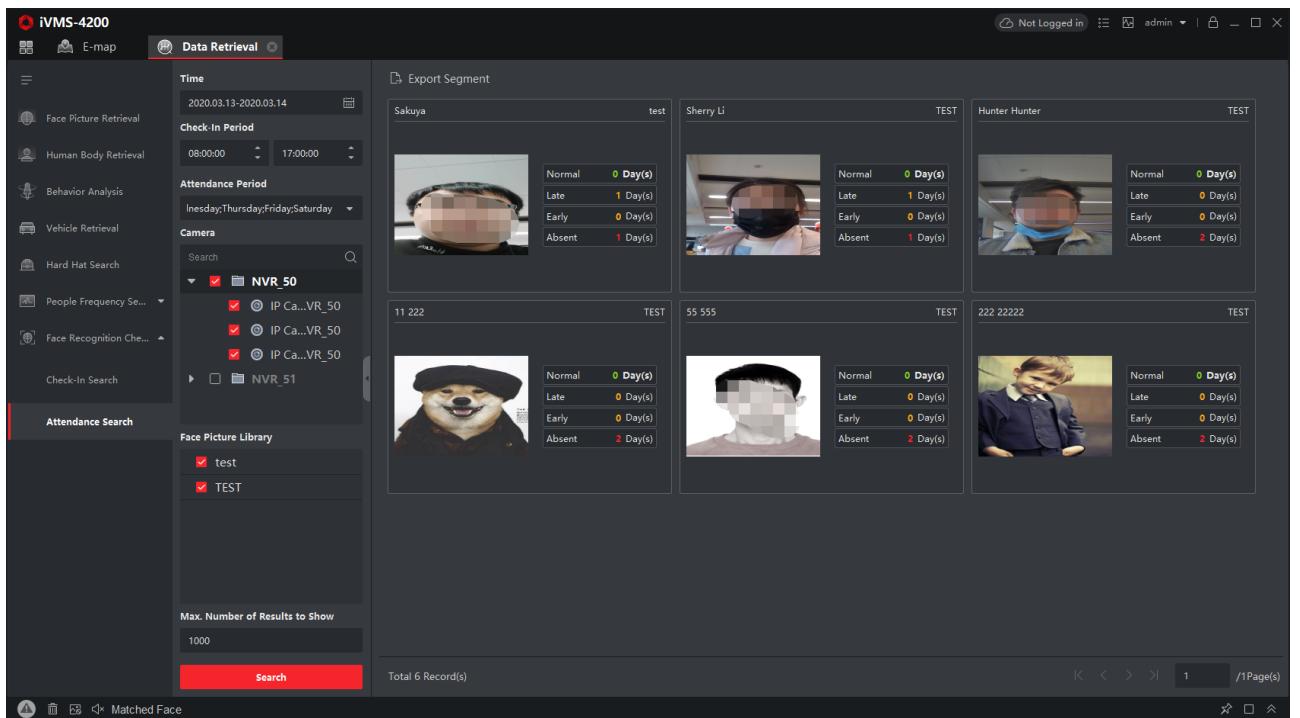 iVMS-4200
Not Logged in
admin
E-map
Data Retrieval
Face Picture Retrieval
Human Body Retrieval
Behavior Analysis
Vehicle Retrieval
Hard Hat Search
People Frequency Se...
Face Recognition Che...
Check-In Search
Attendance Search
Time
2020.03.13-2020.03.14
Check-In Period
08:00:00 17:00:00
Attendance Period
Inesday;Thursday;Friday;Saturday
Camera
Search
NVR_50
IP Ca...VR_50
IP Ca...VR_50
IP Ca...VR_50
NVR_51
Face Picture Library
test
TEST
Max. Number of Results to Show
1000
Search
Export Segment
Sakuya test
Normal 0 Day(s)
Late 1 Day(s)
Early 0 Day(s)
Absent 1 Day(s)
Sherry Li TEST
Normal 0 Day(s)
Late 1 Day(s)
Early 0 Day(s)
Absent 1 Day(s)
Hunter Hunter TEST
Normal 0 Day(s)
Late 0 Day(s)
Early 0 Day(s)
Absent 2 Day(s)
11 222 TEST
Normal 0 Day(s)
Late 0 Day(s)
Early 0 Day(s)
Absent 2 Day(s)
55 555 TEST
Normal 0 Day(s)
Late 0 Day(s)
Early 0 Day(s)
Absent 2 Day(s)
222 22222 TEST
Normal 0 Day(s)
Late 0 Day(s)
Early 0 Day(s)
Absent 2 Day(s)
Total 6 Record(s)
1 /1Page(s)
Matched Face